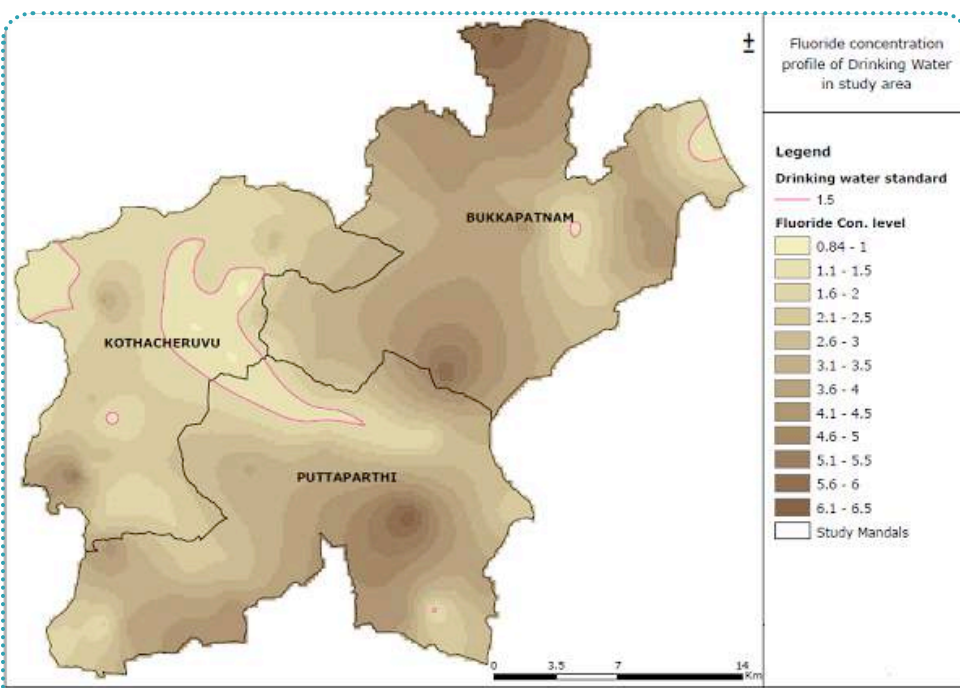 Fluoride concentration
profile of Drinking Water
in study area
Legend
Drinking water standard
1.5
Fluoride Con. level
0.84 - 1
1.1 - 1.5
1.6 - 2
2.1 - 2.5
2.6 - 3
3.1 - 3.5
3.6 - 4
4.1 - 4.5
4.6 - 5
5.1 - 5.5
5.6 - 6
6.1 - 6.5
Study Mandals
BUKKAPATNAM
KOTHACHERUVU
PUTTAPARTHI
0 3.5 7 14
Km